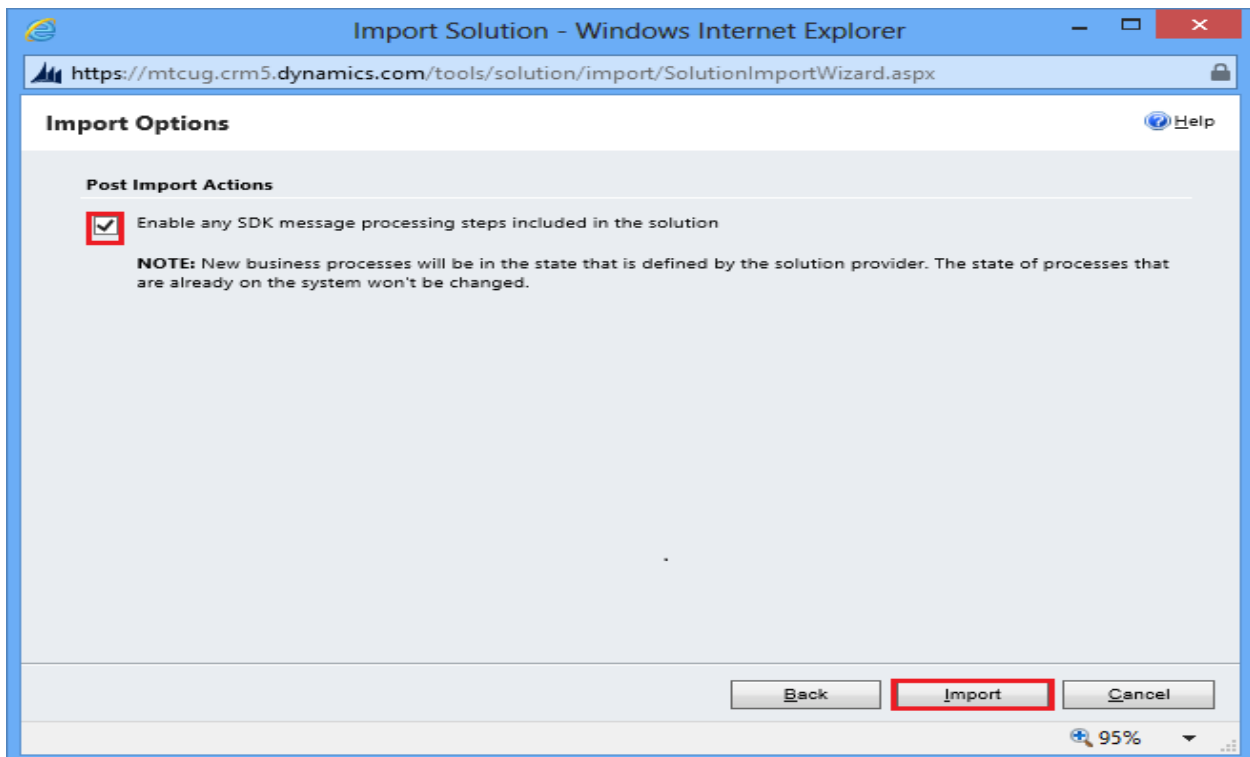 Import Solution - Windows Internet Explorer
https://mtcug.crm5.dynamics.com/tools/solution/import/SolutionImportWizard.aspx
Import Options
Help
Post Import Actions
Enable any SDK message processing steps included in the solution
NOTE: New business processes will be in the state that is defined by the solution provider. The state of processes that
are already on the system won't be changed.
Back Import Cancel
95%